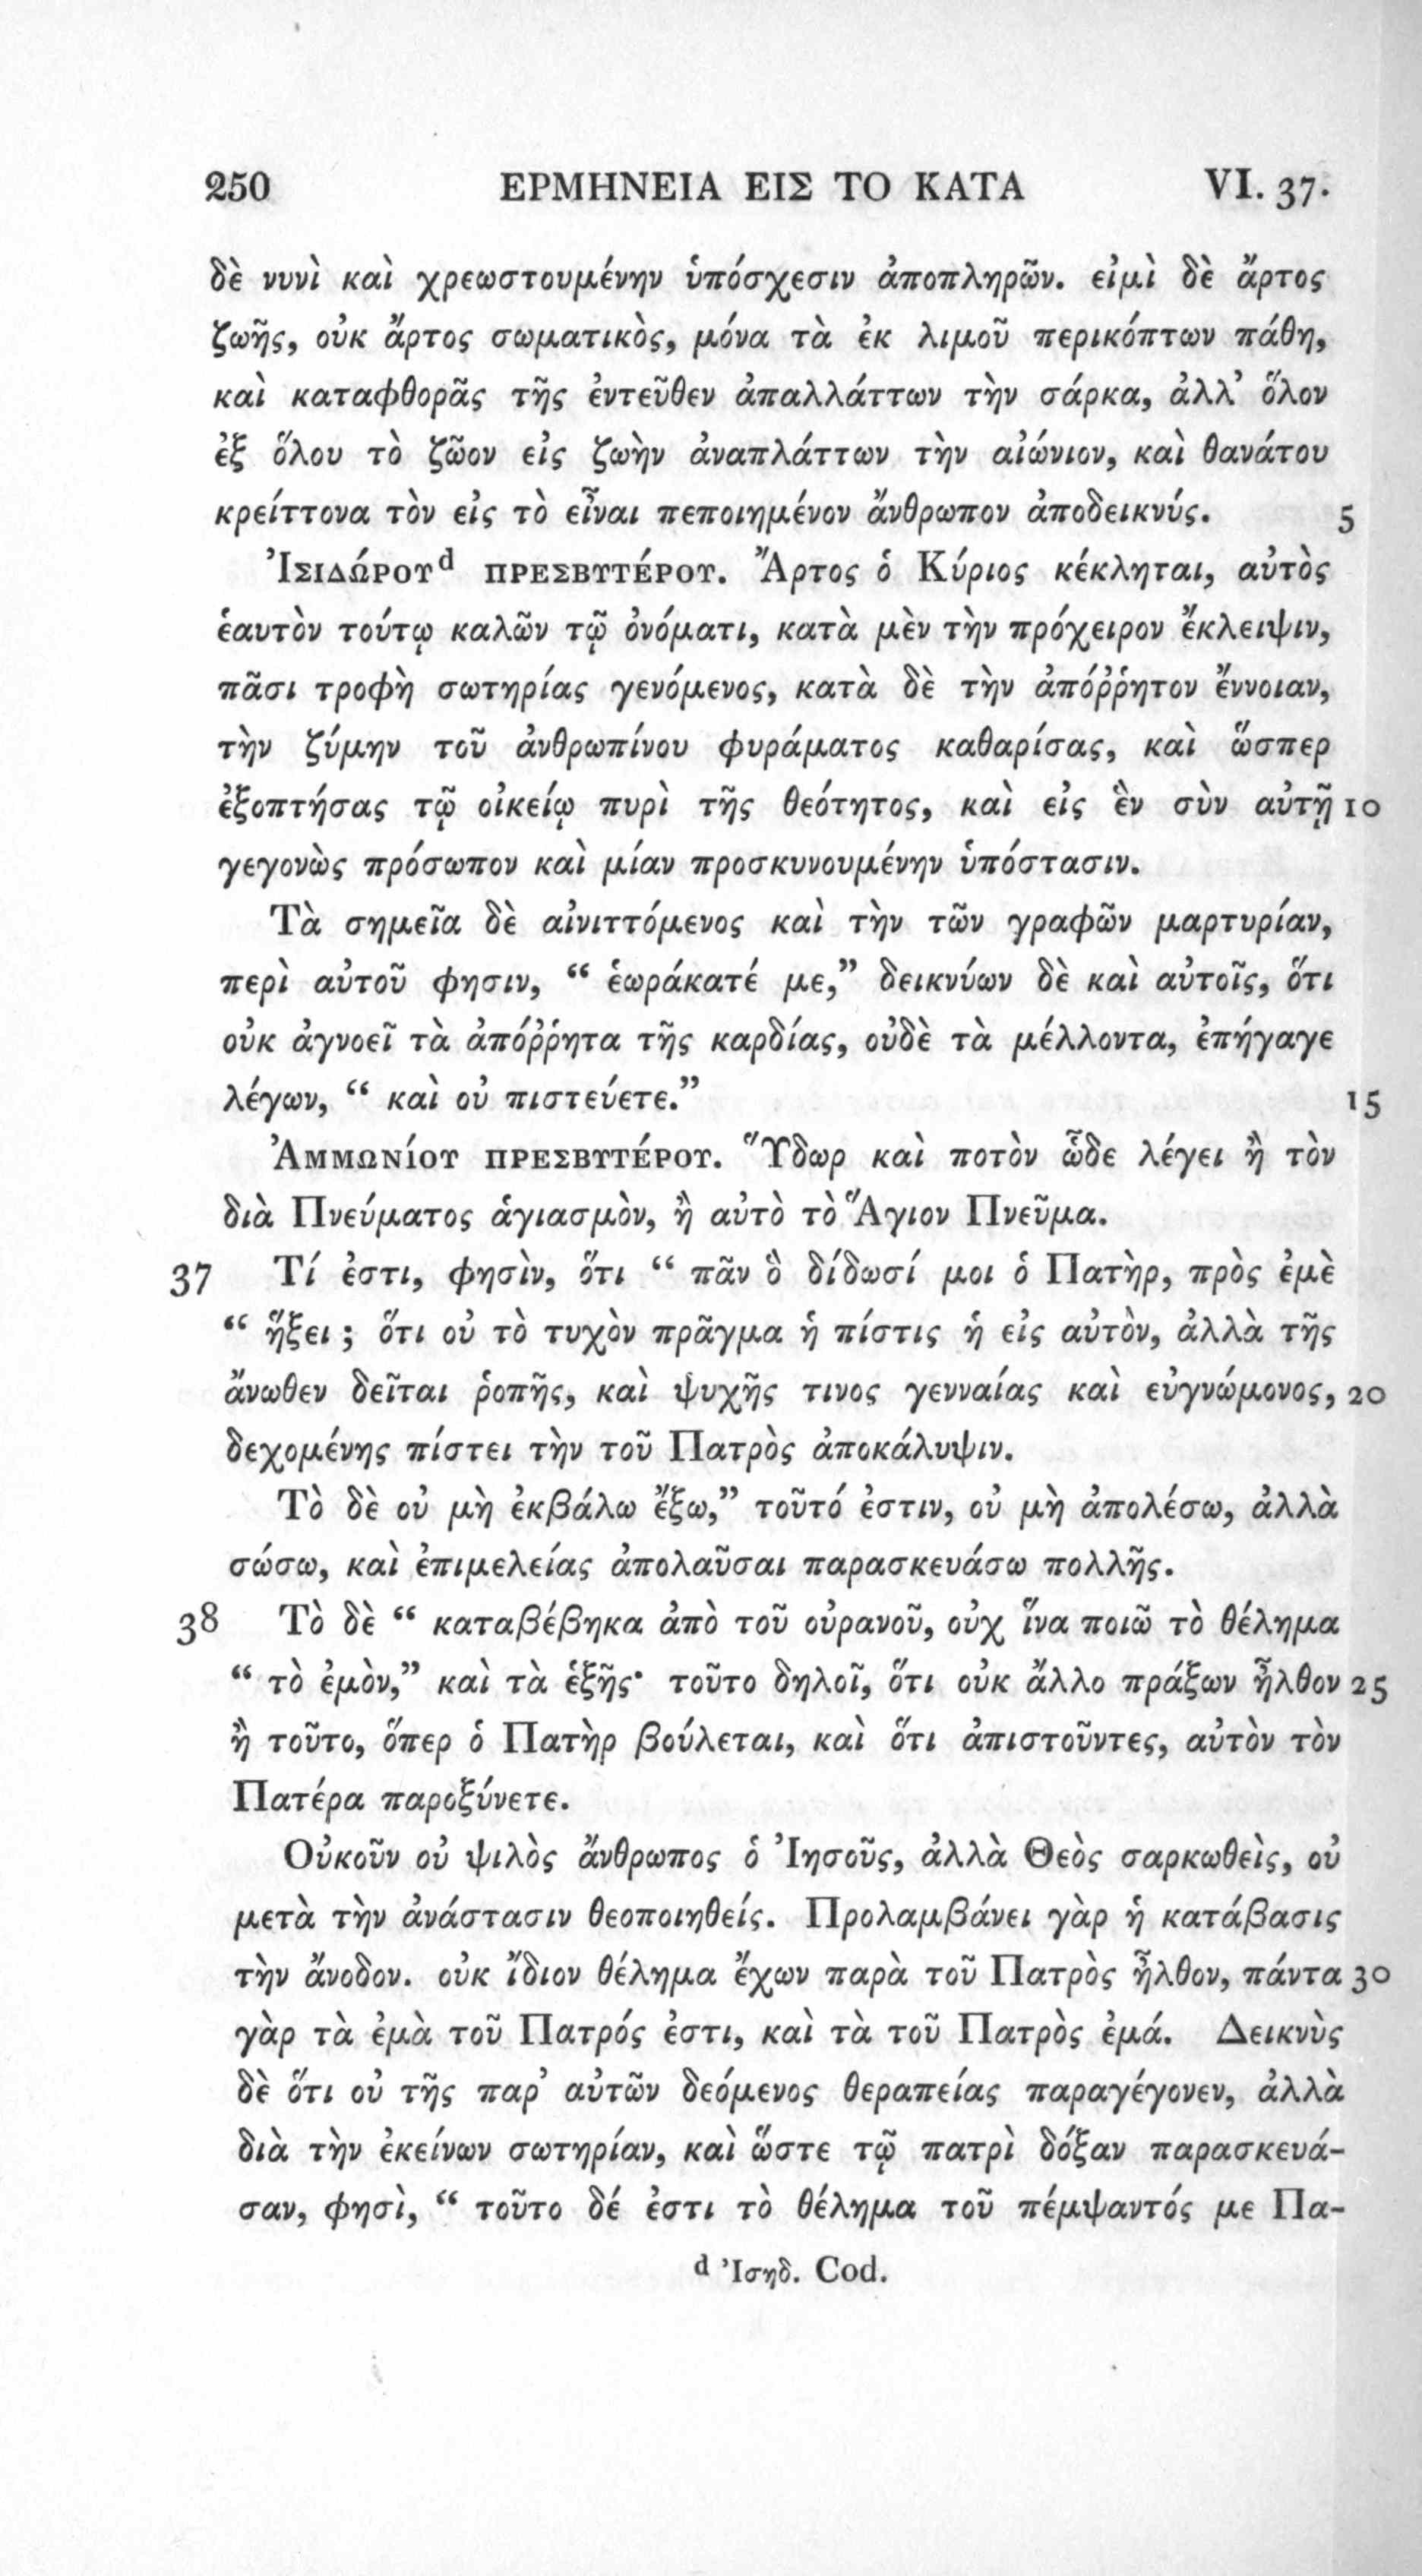 250 ΕΡΜΗΝΕΙΑ ΕΙΣ ΤΟ ΚΑΤΑ VI. 37.
δὲ νυνὶ καὶ χρεωστουμένην ὑπόσχεσιν ἀποπληρῶν. εἰμὶ δὲ ἄρτος
ζωῆς, οὐκ ἄρτος σωματικὸς, μόνα τὰ ἐκ λιμοῦ περικόπτων πάθη,
καὶ καταφθορᾶς τῆς ἐντεῦθεν ἀπαλλάττων τὴν σάρκα, ἀλλ’ ὅλον
ἐξ ὅλου τὸ ζῶον εἰς ζωὴν ἀναπλάττων τὴν αἰώνιον, καὶ θανάτου
κρείττονα τὸν εἰς τὸ εἶναι πεποιημένον ἄνθρωπον ἀποδεικνύς. 5
Ἰσιδώρου<sup>d</sup> πρεσβυτέρου. Ἄρτος ὁ Κύριος κέκληται, αὐτὸς
ἑαυτὸν τούτῳ καλῶν τῷ ὀνόματι, κατὰ μὲν τὴν πρόχειρον ἔκλειψιν,
πᾶσι τροφὴ σωτηρίας γενόμενος, κατὰ δὲ τὴν ἀπόῤῥητον ἔννοιαν,
τὴν ζύμην τοῦ ἀνθρωπίνου φυράματος καθαρίσας, καὶ ὥσπερ
ἐξοπτήσας τῷ οἰκείῳ πυρὶ τῆς θεότητος, καὶ εἰς ἓν σὺν αὐτῇ 10
γεγονὼς πρόσωπον καὶ μίαν προσκυνουμένην ὑπόστασιν.
Τὰ σημεῖα δὲ αἰνιττόμενος καὶ τὴν τῶν γραφῶν μαρτυρίαν,
περὶ αὐτοῦ φησιν, “ ἑωράκατέ με,” δεικνύων δὲ καὶ αὐτοῖς, ὅτι
οὐκ ἀγνοεῖ τὰ ἀπόῤῥητα τῆς καρδίας, οὐδὲ τὰ μέλλοντα, ἐπήγαγε
λέγων, “ καὶ οὐ πιστεύετε.” 15
Ἀμμωνίου πρεσβυτέρου. Ὕδωρ καὶ ποτὸν ὧδε λέγει ἢ τὸν
διὰ Πνεύματος ἁγιασμὸν, ἢ αὐτὸ τὸ Ἅγιον Πνεῦμα.
37 Τί ἐστι, φησὶν, ὅτι “ πᾶν ὃ δίδωσί μοι ὁ Πατὴρ, πρὸς ἐμὲ
“ ἥξει ; ὅτι οὐ τὸ τυχὸν πρᾶγμα ἡ πίστις ἡ εἰς αὐτὸν, ἀλλὰ τῆς
ἄνωθεν δεῖται ῥοπῆς, καὶ ψυχῆς τινος γενναίας καὶ εὐγνώμονος, 20
δεχομένης πίστει τὴν τοῦ Πατρὸς ἀποκάλυψιν.
Τὸ δὲ οὐ μὴ ἐκβάλω ἔξω,” τοῦτό ἐστιν, οὐ μὴ ἀπολέσω, ἀλλὰ
σώσω, καὶ ἐπιμελείας ἀπολαῦσαι παρασκευάσω πολλῆς.
38 Τὸ δὲ “ καταβέβηκα ἀπὸ τοῦ οὐρανοῦ, οὐχ ἵνα ποιῶ τὸ θέλημα
“ τὸ ἐμὸν,” καὶ τὰ ἑξῆς· τοῦτο δηλοῖ, ὅτι οὐκ ἄλλο πράξων ἦλθον 25
ἢ τοῦτο, ὅπερ ὁ Πατὴρ βούλεται, καὶ ὅτι ἀπιστοῦντες, αὐτὸν τὸν
Πατέρα παροξύνετε.
Οὐκοῦν οὐ ψιλὸς ἄνθρωπος ὁ Ἰησοῦς, ἀλλὰ Θεὸς σαρκωθεὶς, οὐ
μετὰ τὴν ἀνάστασιν θεοποιηθείς. Προλαμβάνει γὰρ ἡ κατάβασις
τὴν ἄνοδον. οὐκ ἴδιον θέλημα ἔχων παρὰ τοῦ Πατρὸς ἦλθον, πάντα 30
γὰρ τὰ ἐμὰ τοῦ Πατρός ἐστι, καὶ τὰ τοῦ Πατρὸς ἐμά. Δεικνὺς
δὲ ὅτι οὐ τῆς παρ’ αὐτῶν δεόμενος θεραπείας παραγέγονεν, ἀλλὰ
διὰ τὴν ἐκείνων σωτηρίαν, καὶ ὥστε τῷ πατρὶ δόξαν παρασκευά-
σαν, φησὶ, “ τοῦτο δέ ἐστι τὸ θέλημα τοῦ πέμψαντός με Πα-
d Ἰσηδ. Cod.